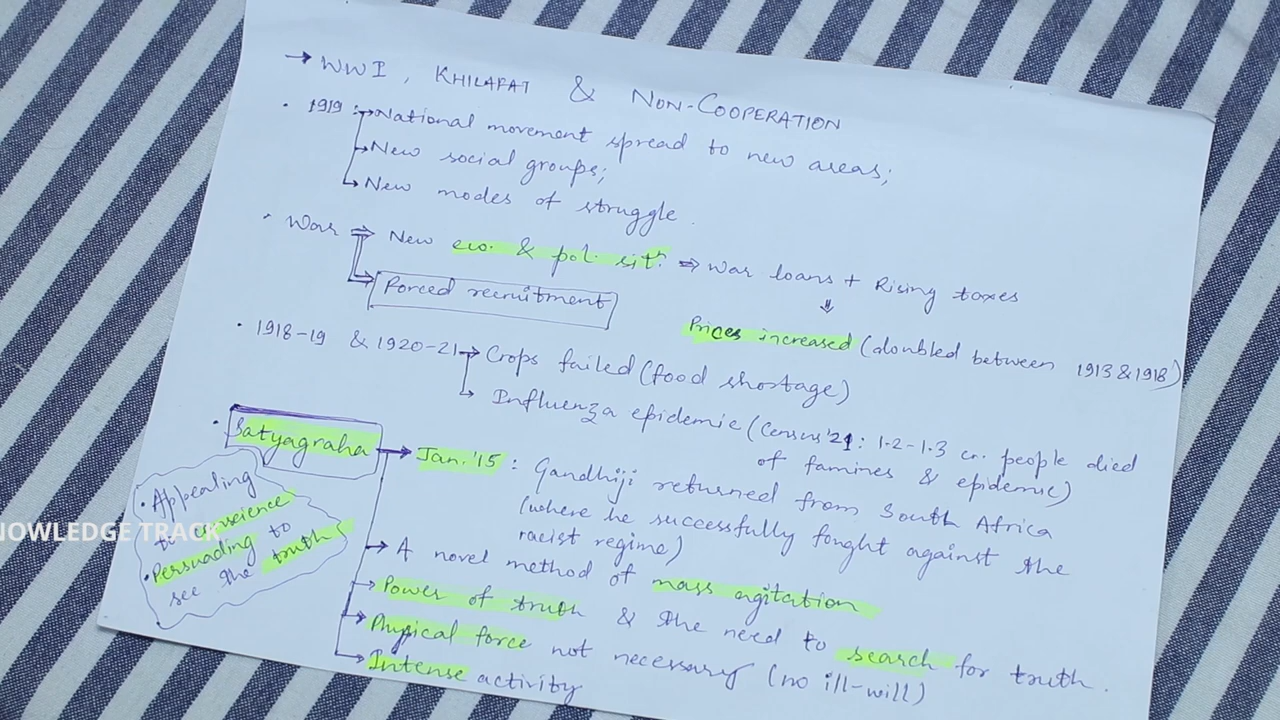 → WWI, KHILAFAT & NON-COOPERATION
• 1919 : → National movement spread to new areas;
→ New social groups;
→ New modes of struggle.
• War ⇒ New eco. & pol. sitⁿ. ⇒ War loans + Rising taxes
⇓
⇒ Forced recruitment
Prices increased (doubled between 1913 & 1918)
• 1918-19 & 1920-21 → Crops failed (food shortage)
→ Influenza epidemic (Census '21: 1.2-1.3 cr. people died
of famines & epidemic)
• Satyagraha → Jan. '15 : Gandhiji returned from South Africa
(where he successfully fought against the
racist regime)
• Appealing
to conscience
• Persuading to
see the truth
→ A novel method of mass agitation
→ Power of truth & the need to search for truth.
→ Physical force not necessary (no ill-will)
→ Intense activity
NOWLEDGE TRACK